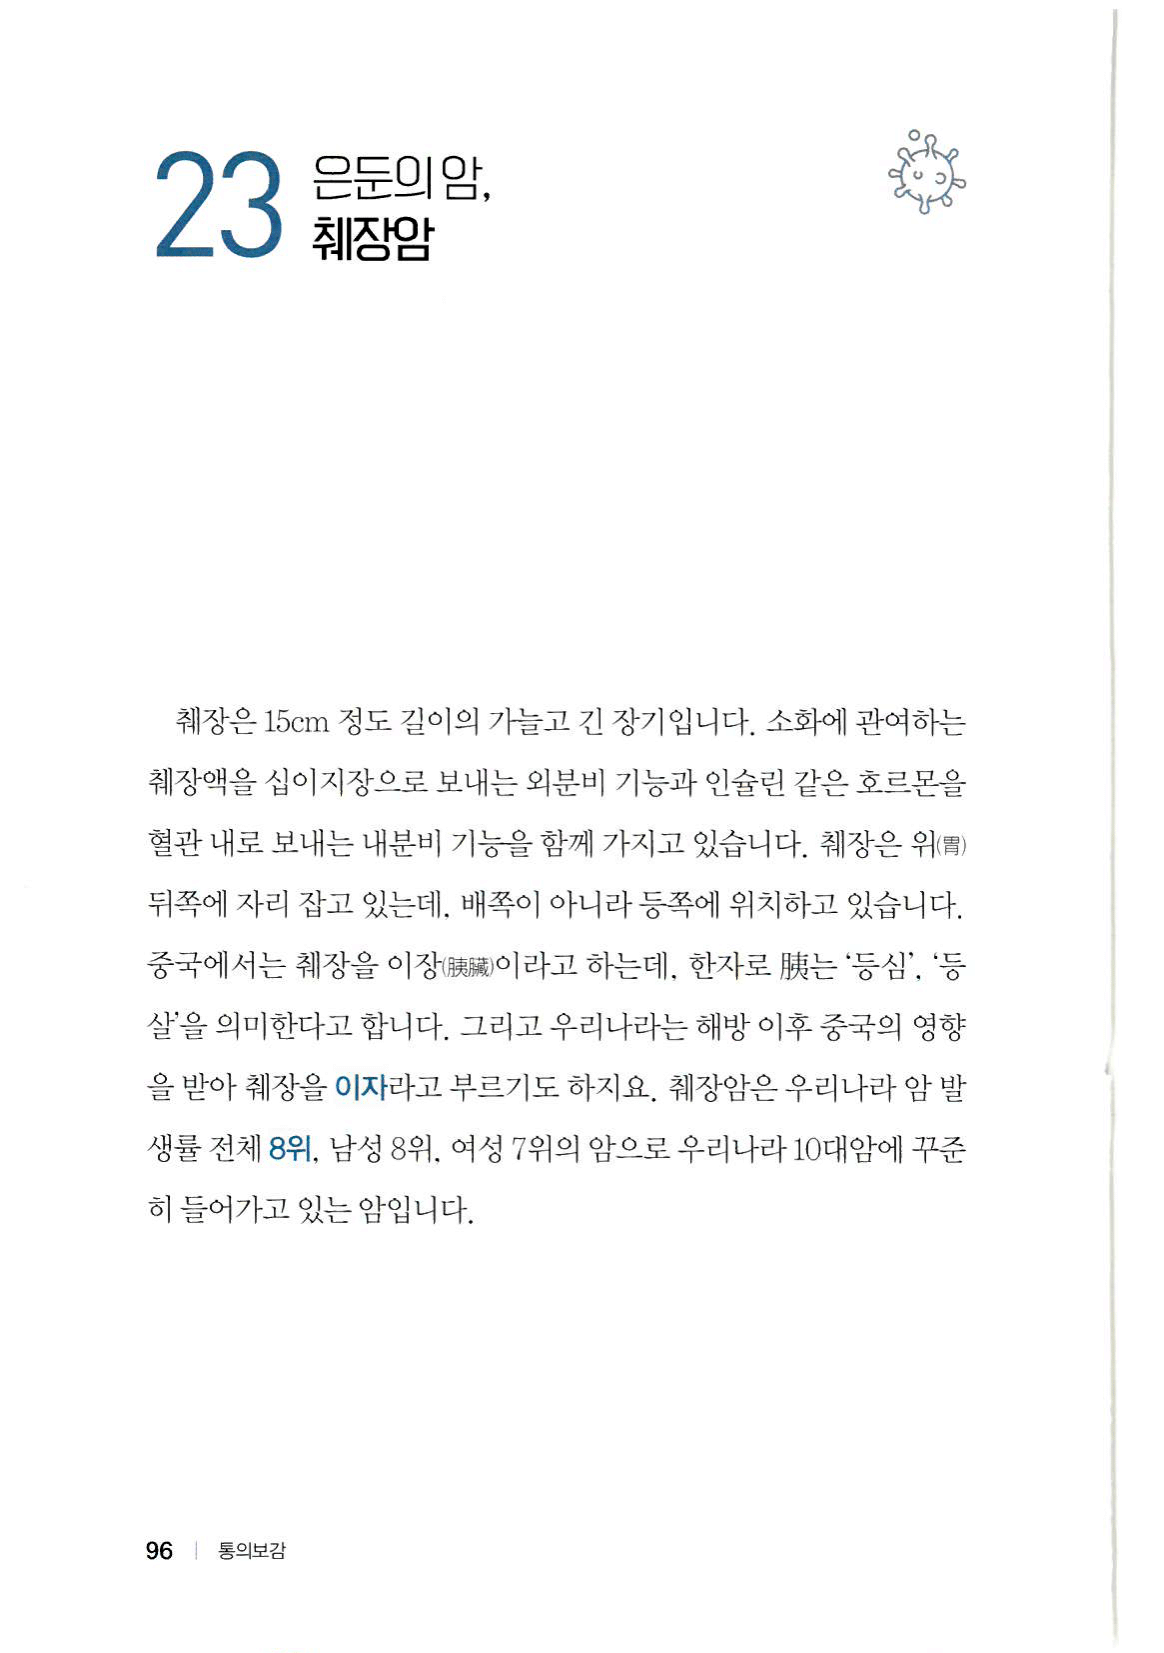 23
은둔의 암,
췌장암
췌장은 15cm 정도 길이의 가늘고 긴 장기입니다. 소화에 관여하는
췌장액을 십이지장으로 보내는 외분비 기능과 인슐린 같은 호르몬을
혈관 내로 보내는 내분비 기능을 함께 가지고 있습니다. 췌장은 위(胃)
뒤쪽에 자리 잡고 있는데, 배쪽이 아니라 등쪽에 위치하고 있습니다.
중국에서는 췌장을 이장(胰臟)이라고 하는데, 한자로 胰는 ‘등심’, ‘등
살’을 의미한다고 합니다. 그리고 우리나라는 해방 이후 중국의 영향
을 받아 췌장을 이자라고 부르기도 하지요. 췌장암은 우리나라 암 발
생률 전체 8위, 남성 8위, 여성 7위의 암으로 우리나라 10대암에 꾸준
히 들어가고 있는 암입니다.
96 | 통의보감